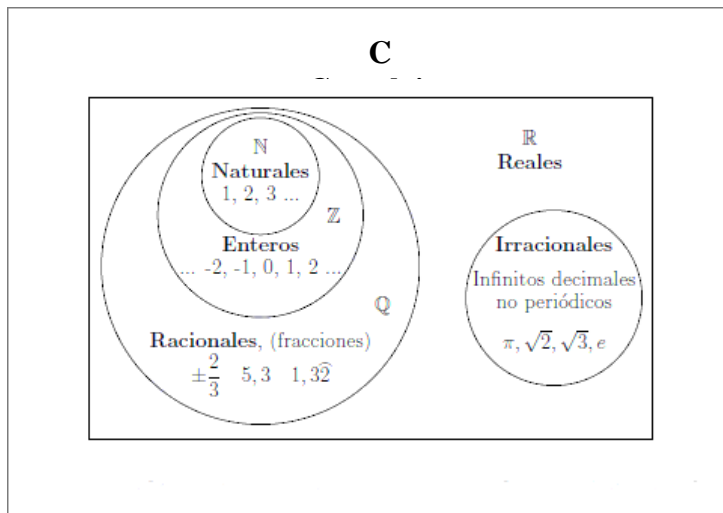 C
ℕ
Naturales
1, 2, 3 ...
ℤ
Enteros
... -2, -1, 0, 1, 2 ...
ℚ
Racionales, (fracciones)
±2/3 5, 3 1, 32͡
ℝ
Reales
Irracionales
Infinitos decimales
no periódicos
π, √2, √3, e